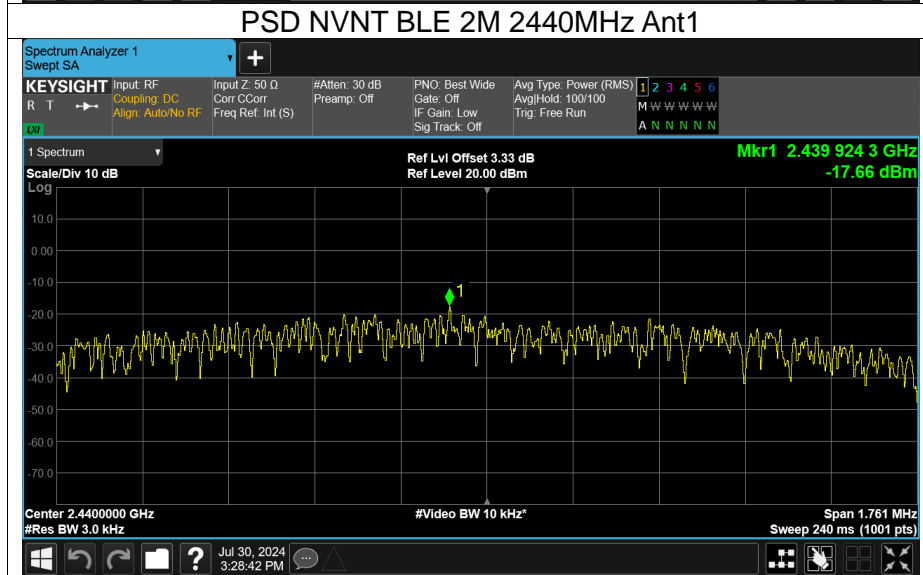 PSD NVNT BLE 2M 2440MHz Ant1
Spectrum Analyzer 1
Swept SA
+
KEYSIGHT
R T
LXI
Input: RF
Coupling: DC
Align: Auto/No RF
Input Z: 50 Ω
Corr CCorr
Freq Ref: Int (S)
#Atten: 30 dB
Preamp: Off
PNO: Best Wide
Gate: Off
IF Gain: Low
Sig Track: Off
Avg Type: Power (RMS)
Avg|Hold: 100/100
Trig: Free Run
1 2 3 4 5 6
M W W W W W
A N N N N N
1 Spectrum
Scale/Div 10 dB
Ref Lvl Offset 3.33 dB
Ref Level 20.00 dBm
Mkr1 2.439 924 3 GHz
-17.66 dBm
Log
10.0
0.00
-10.0
-20.0
-30.0
-40.0
-50.0
-60.0
-70.0
1
Center 2.4400000 GHz
#Res BW 3.0 kHz
#Video BW 10 kHz*
Span 1.761 MHz
Sweep 240 ms (1001 pts)
?
Jul 30, 2024
3:28:42 PM